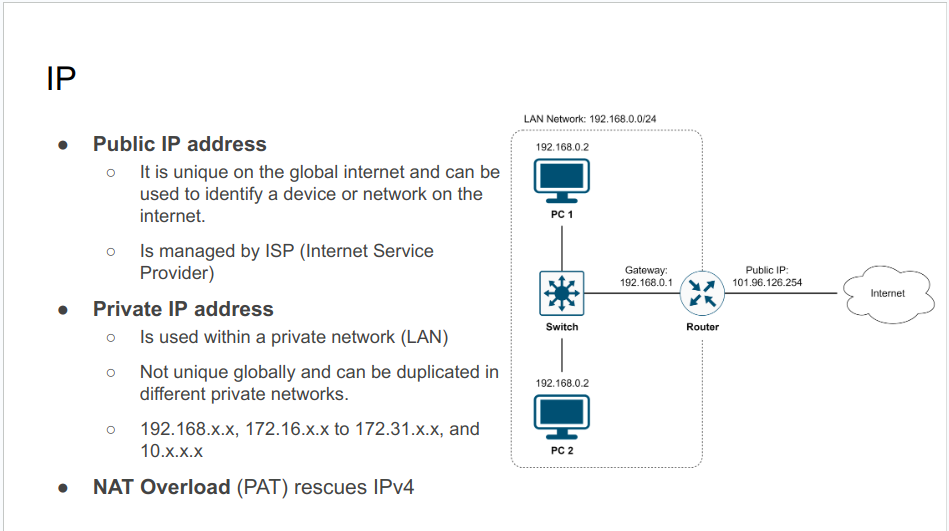 IP
● Public IP address
○ It is unique on the global internet and can be
used to identify a device or network on the
internet.
○ Is managed by ISP (Internet Service
Provider)
● Private IP address
○ Is used within a private network (LAN)
○ Not unique globally and can be duplicated in
different private networks.
○ 192.168.x.x, 172.16.x.x to 172.31.x.x, and
10.x.x.x
● NAT Overload (PAT) rescues IPv4
LAN Network: 192.168.0.0/24
192.168.0.2
PC 1
Switch
Gateway:
192.168.0.1
Router
Public IP:
101.96.126.254
Internet
192.168.0.2
PC 2